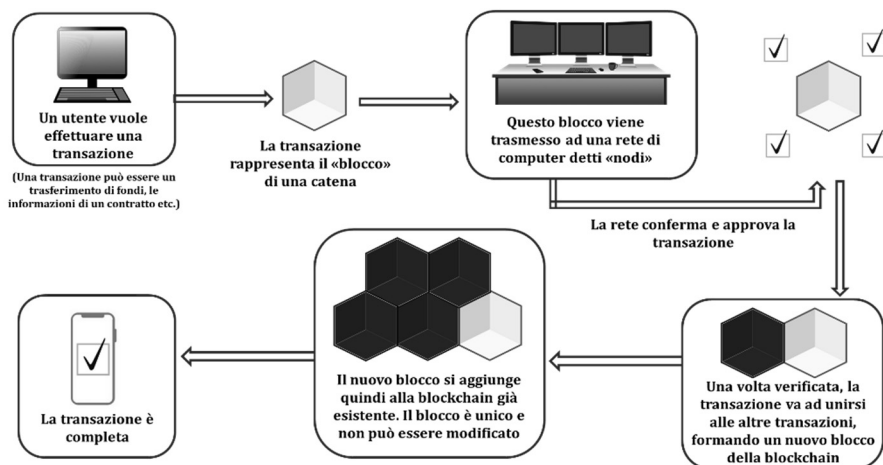 Un utente vuole
effettuare una
transazione
(Una transazione può essere un
trasferimento di fondi, le
informazioni di un contratto etc.)
La transazione
rappresenta il «blocco»
di una catena
Questo blocco viene
trasmesso ad una rete di
computer detti «nodi»
La rete conferma e approva la
transazione
Una volta verificata, la
transazione va ad unirsi
alle altre transazioni,
formando un nuovo blocco
della blockchain
Il nuovo blocco si aggiunge
quindi alla blockchain già
esistente. Il blocco è unico e
non può essere modificato
La transazione è
completa